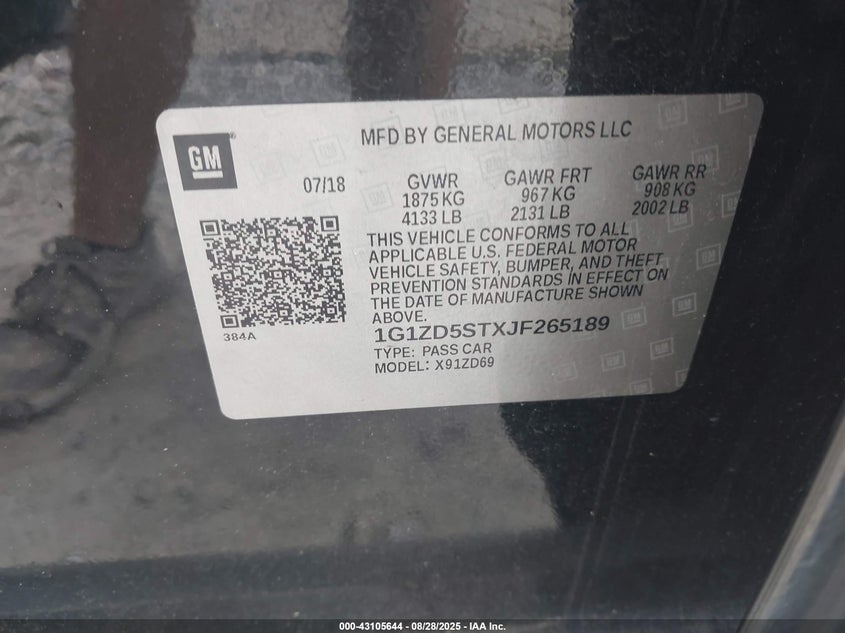 GM
MFD BY GENERAL MOTORS LLC
07/18
GVWR
1875 KG
4133 LB
GAWR FRT
967 KG
2131 LB
GAWR RR
908 KG
2002 LB
THIS VEHICLE CONFORMS TO ALL
APPLICABLE U.S. FEDERAL MOTOR
VEHICLE SAFETY, BUMPER, AND THEFT
PREVENTION STANDARDS IN EFFECT ON
THE DATE OF MANUFACTURE SHOWN
ABOVE.
384A
1G1ZD5STXJF265189
TYPE: PASS CAR
MODEL: X91ZD69
000-43105644 - 08/28/2025 - IAA Inc.